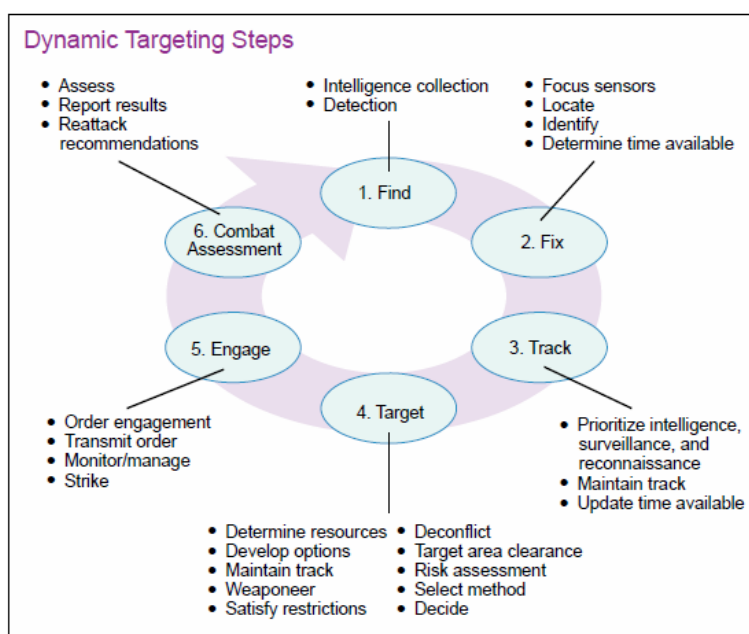 Dynamic Targeting Steps
• Assess
• Report results
• Reattack
recommendations
• Intelligence collection
• Detection
• Focus sensors
• Locate
• Identify
• Determine time available
1. Find
6. Combat
Assessment
2. Fix
5. Engage
3. Track
4. Target
• Order engagement
• Transmit order
• Monitor/manage
• Strike
• Prioritize intelligence,
surveillance, and
reconnaissance
• Maintain track
• Update time available
• Determine resources
• Develop options
• Maintain track
• Weaponeer
• Satisfy restrictions
• Deconflict
• Target area clearance
• Risk assessment
• Select method
• Decide